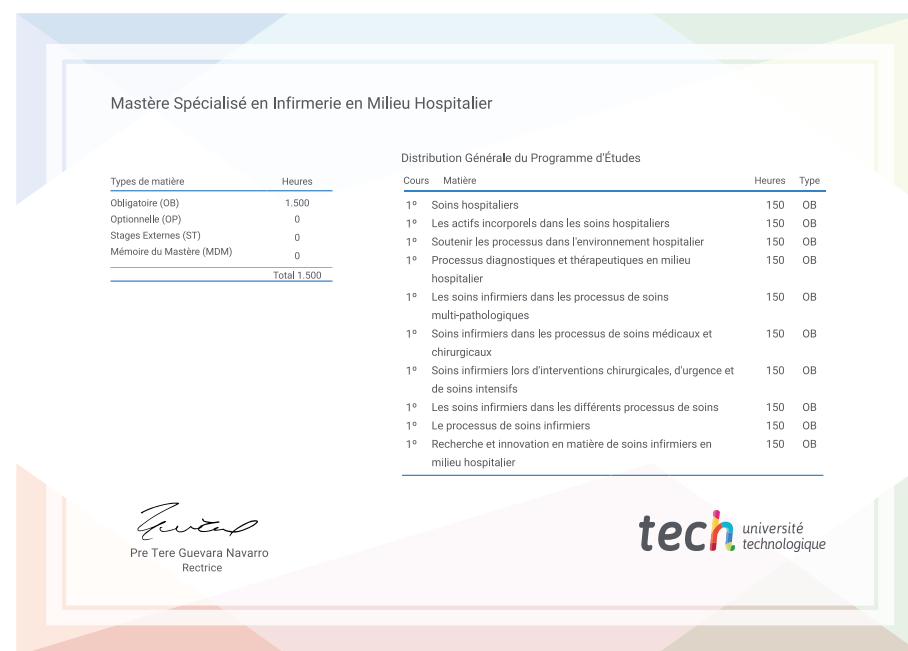 Mastère Spécialisé en Infirmerie en Milieu Hospitalier
Types de matière Heures
Obligatoire (OB) 1.500
Optionnelle (OP) 0
Stages Externes (ST) 0
Mémoire du Mastère (MDM) 0
Total 1.500
Distribution Générale du Programme d'Études
Cours Matière Heures Type
1º Soins hospitaliers 150 OB
1º Les actifs incorporels dans les soins hospitaliers 150 OB
1º Soutenir les processus dans l'environnement hospitalier 150 OB
1º Processus diagnostiques et thérapeutiques en milieu 150 OB
hospitalier
1º Les soins infirmiers dans les processus de soins 150 OB
multi-pathologiques
1º Soins infirmiers dans les processus de soins médicaux et 150 OB
chirurgicaux
1º Soins infirmiers lors d'interventions chirurgicales, d'urgence et 150 OB
de soins intensifs
1º Les soins infirmiers dans les différents processus de soins 150 OB
1º Le processus de soins infirmiers 150 OB
1º Recherche et innovation en matière de soins infirmiers en 150 OB
milieu hospitalier
Pre Tere Guevara Navarro
Rectrice
tech université
technologique